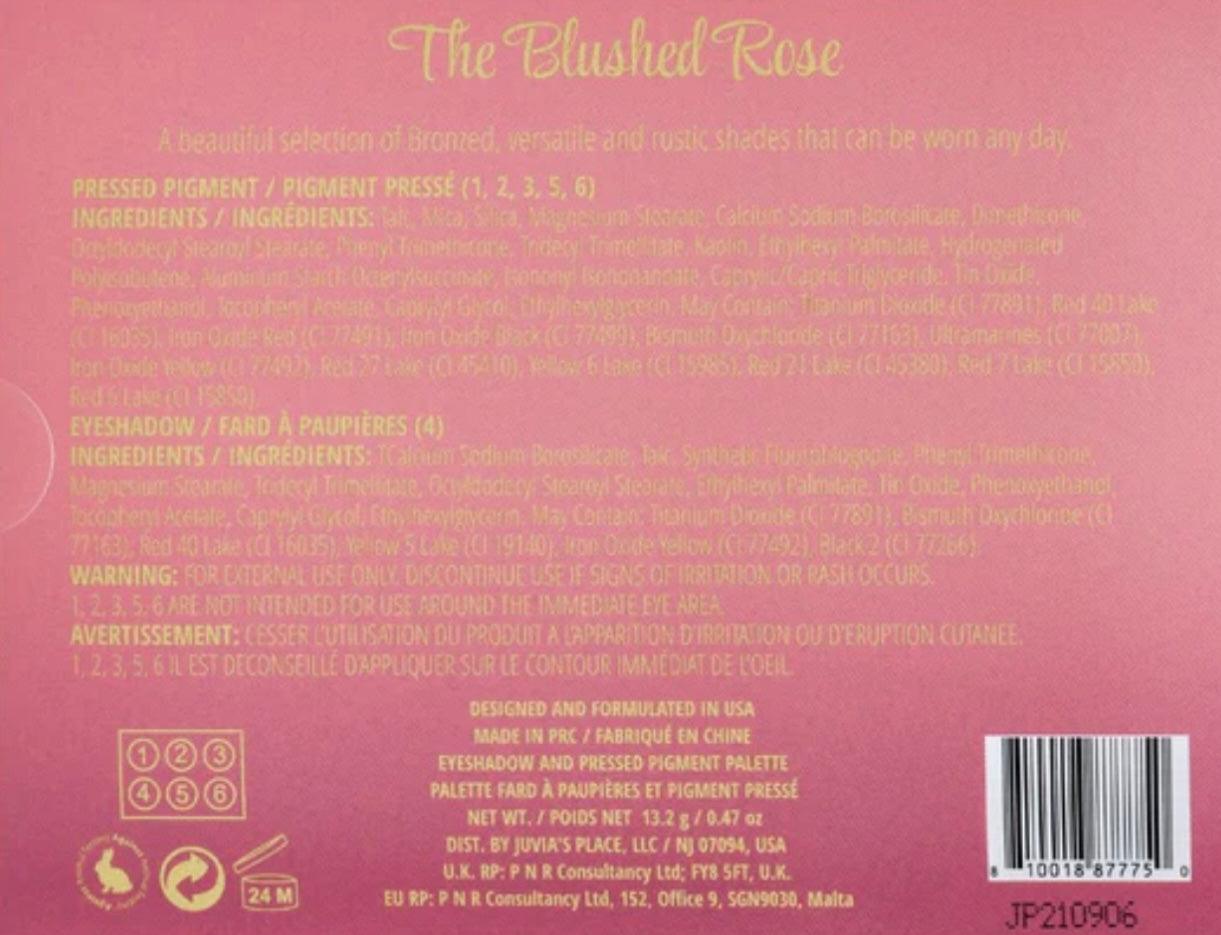 The Blushed Rose
A beautiful selection of Bronzed, versatile and rustic shades that can be worn any day.
PRESSED PIGMENT / PIGMENT PRESSÉ (1, 2, 3, 5, 6)
INGREDIENTS / INGRÉDIENTS: Talc, Mica, Silica, Magnesium Stearate, Calcium Sodium Borosilicate, Dimethicone,
Octyldodecyl Stearoyl Stearate, Phenyl Trimethicone, Tridecyl Trimellitate, Kaolin, Ethylhexyl Palmitate, Hydrogenated
Polyisobutene, Aluminum Starch Octenylsuccinate, Isononyl Caprylic/Capric Triglyceride, Tin Oxide,
Phenoxyethanol, Tocopheryl Acetate, Caprylyl Glycol, Ethylhexylglycerin. May Contain: Titanium Dioxide (CI 77891), Red 40 Lake
(CI 16035), Iron Oxide Red (CI 77491), Iron Oxide Black (CI 77499), Bismuth Oxychloride (CI 77163), Ultramarines (CI 77007),
Iron Oxide Yellow (CI 77492), Red 27 Lake (CI 45410), Yellow 6 Lake (CI 15985), Red 21 Lake (CI 45380), Red 7 Lake (CI 15850),
Red 6 Lake (CI 15850).
EYESHADOW / FARD À PAUPIÈRES (4)
INGREDIENTS / INGRÉDIENTS: TCalcium Sodium Borosilicate, Talc, Synthetic Fluorphlogopite, Phenyl Trimethicone,
Magnesium Stearate, Tridecyl Trimellitate, Octyldodecyl Stearoyl Stearate, Ethylhexyl Palmitate, Tin Oxide, Phenoxyethanol,
Tocopheryl Acetate, Caprylyl Glycol, Ethylhexylglycerin. May Contain: Titanium Dioxide (CI 77891), Bismuth Oxychloride (CI
77163), Red 40 Lake (CI 16035), Yellow 5 Lake (CI 19140), Iron Oxide Yellow (CI 77492), Black 2 (CI 77266).
WARNING: FOR EXTERNAL USE ONLY. DISCONTINUE USE IF SIGNS OF IRRITATION OR RASH OCCURS.
1, 2, 3, 5, 6 ARE NOT INTENDED FOR USE AROUND THE IMMEDIATE EYE AREA.
AVERTISSEMENT: CESSER L'UTILISATION DU PRODUIT A L'APPARITION D'IRRITATION OU D'ERUPTION CUTANEE.
1, 2, 3, 5, 6 IL EST DECONSEILLÉ D'APPLIQUER SUR LE CONTOUR IMMÉDIAT DE L'OEIL.
DESIGNED AND FORMULATED IN USA
MADE IN PRC / FABRIQUÉ EN CHINE
EYESHADOW AND PRESSED PIGMENT PALETTE
PALETTE FARD À PAUPIÈRES ET PIGMENT PRESSÉ
NET WT. / POIDS NET 13.2 g / 0.47 oz
DIST. BY JUVIA'S PLACE, LLC / NJ 07094, USA
U.K. RP: P N R Consultancy Ltd; FY8 5FT, U.K.
EU RP: P N R Consultancy Ltd, 152, Office 9, SGN9030, Malta
1 2 3
4 5 6
Against
24 M
8 10018 87775 0
JP210906